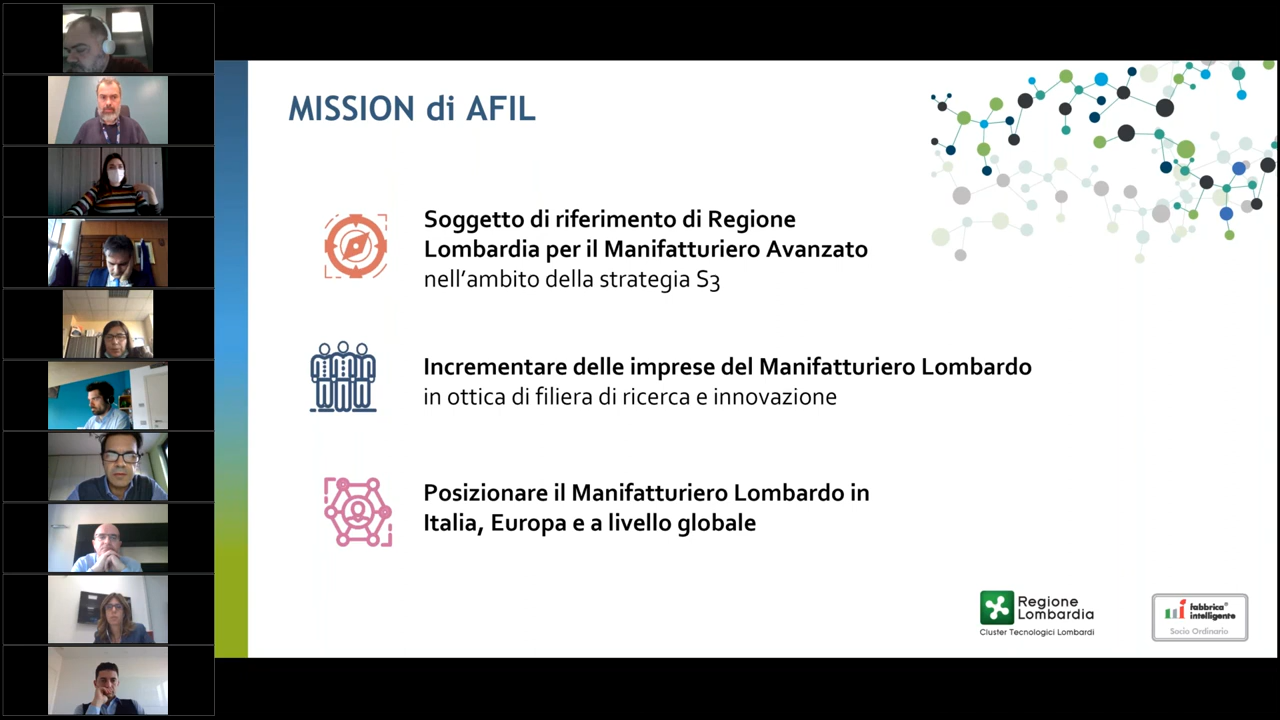 MISSION di AFIL
Soggetto di riferimento di Regione
Lombardia per il Manifatturiero Avanzato
nell'ambito della strategia S3
Incrementare delle imprese del Manifatturiero Lombardo
in ottica di filiera di ricerca e innovazione
Posizionare il Manifatturiero Lombardo in
Italia, Europa e a livello globale
Regione
Lombardia
Cluster Tecnologici Lombardi
fabbrica
intelligente
Socio Ordinario